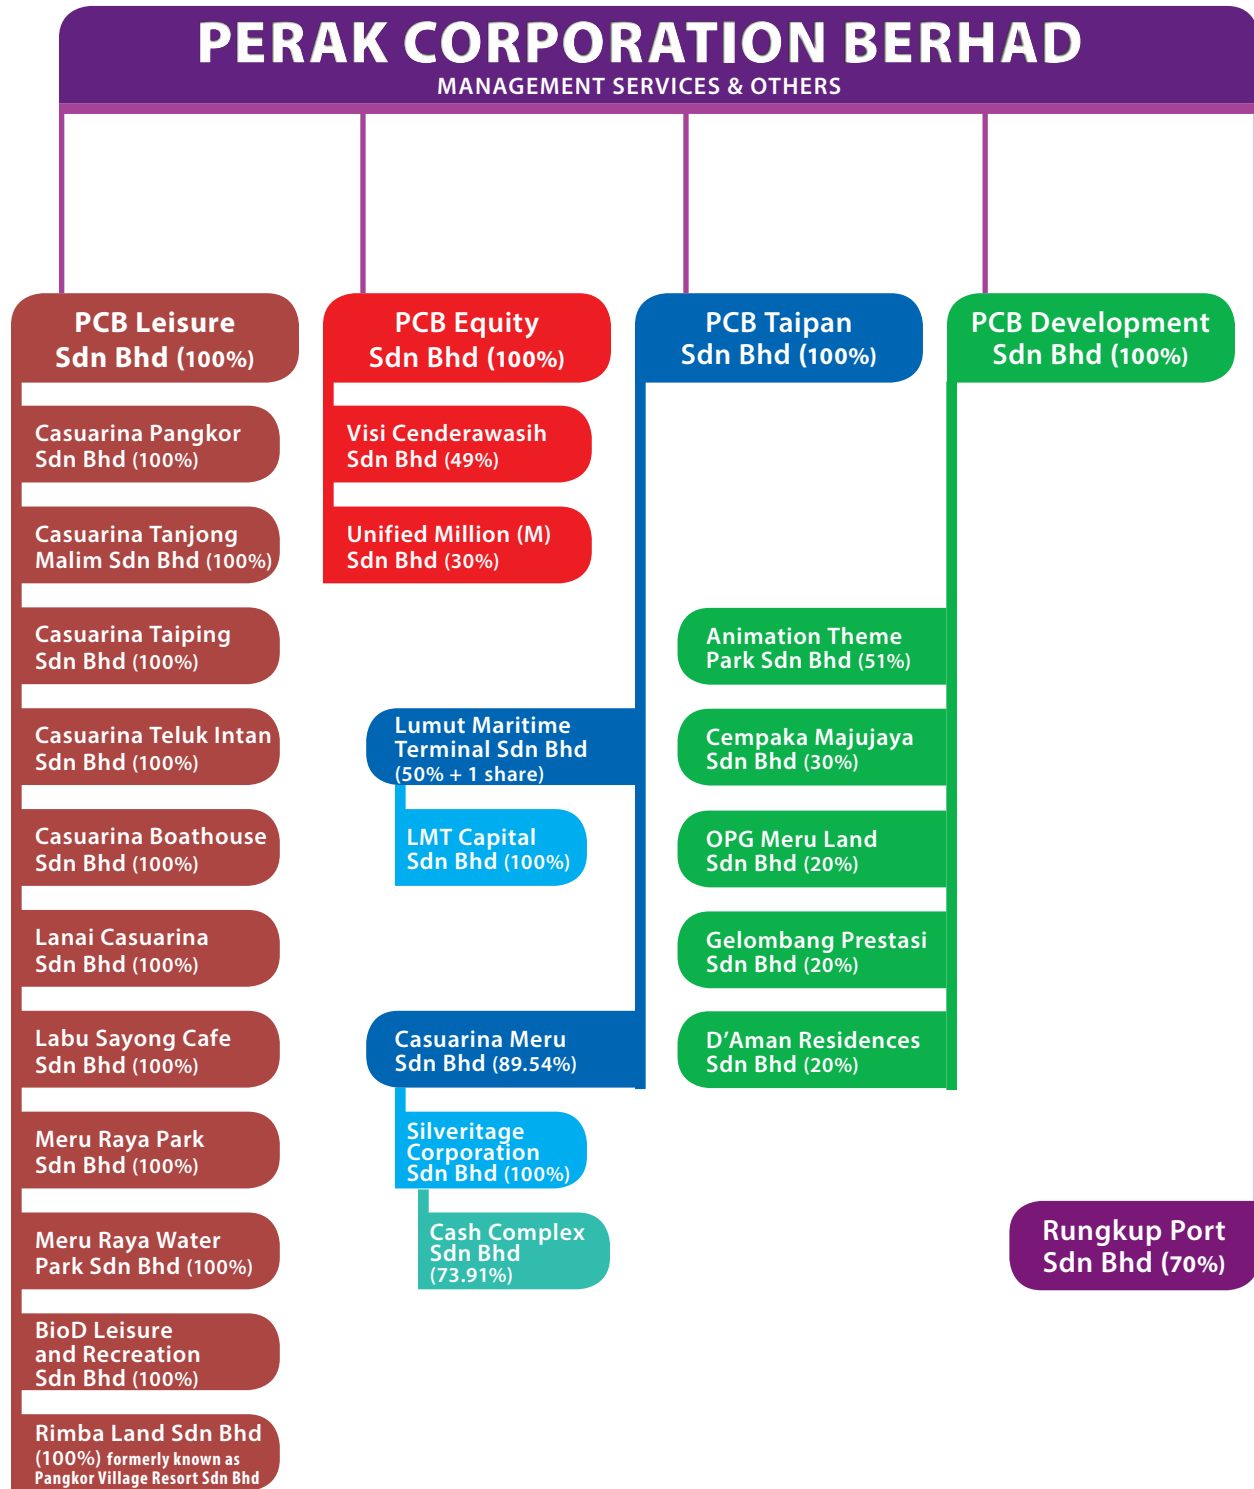 PERAK CORPORATION BERHAD
MANAGEMENT SERVICES & OTHERS
PCB Leisure
Sdn Bhd (100%)
Casuarina Pangkor
Sdn Bhd (100%)
Casuarina Tanjong
Malim Sdn Bhd (100%)
Casuarina Taiping
Sdn Bhd (100%)
Casuarina Teluk Intan
Sdn Bhd (100%)
Casuarina Boathouse
Sdn Bhd (100%)
Lanai Casuarina
Sdn Bhd (100%)
Labu Sayong Cafe
Sdn Bhd (100%)
Meru Raya Park
Sdn Bhd (100%)
Meru Raya Water
Park Sdn Bhd (100%)
BioD Leisure
and Recreation
Sdn Bhd (100%)
Rimba Land Sdn Bhd
(100%) formerly known as
Pangkor Village Resort Sdn Bhd
PCB Equity
Sdn Bhd (100%)
Visi Cenderawasih
Sdn Bhd (49%)
Unified Million (M)
Sdn Bhd (30%)
PCB Taipan
Sdn Bhd (100%)
Lumut Maritime
Terminal Sdn Bhd
(50% + 1 share)
LMT Capital
Sdn Bhd (100%)
Casuarina Meru
Sdn Bhd (89.54%)
Silveritage
Corporation
Sdn Bhd (100%)
Cash Complex
Sdn Bhd
(73.91%)
PCB Development
Sdn Bhd (100%)
Animation Theme
Park Sdn Bhd (51%)
Cempaka Majujaya
Sdn Bhd (30%)
OPG Meru Land
Sdn Bhd (20%)
Gelombang Prestasi
Sdn Bhd (20%)
D’Aman Residences
Sdn Bhd (20%)
Rungkup Port
Sdn Bhd (70%)